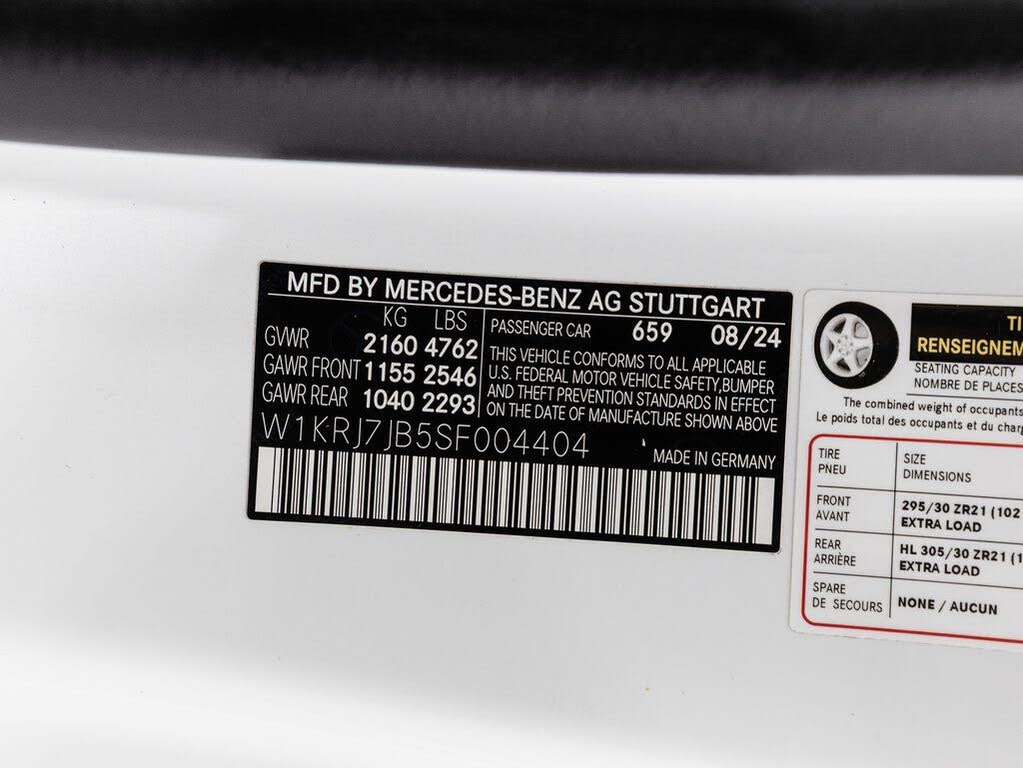 MFD BY MERCEDES-BENZ AG STUTTGART
KG LBS
GVWR 2160 4762
GAWR FRONT 1155 2546
GAWR REAR 1040 2293
PASSENGER CAR 659 08/24
THIS VEHICLE CONFORMS TO ALL APPLICABLE
U.S. FEDERAL MOTOR VEHICLE SAFETY,BUMPER
AND THEFT PREVENTION STANDARDS IN EFFECT
ON THE DATE OF MANUFACTURE SHOWN ABOVE
W1KRJ7JB5SF004404
MADE IN GERMANY
TI
RENSEIGNEM
SEATING CAPACITY
NOMBRE DE PLACES
The combined weight of occupants
Le poids total des occupants et du char
TIRE
PNEU
SIZE
DIMENSIONS
FRONT
AVANT
295/30 ZR21 (102
EXTRA LOAD
REAR
ARRIÈRE
HL 305/30 ZR21 (1
EXTRA LOAD
SPARE
DE SECOURS
NONE / AUCUN